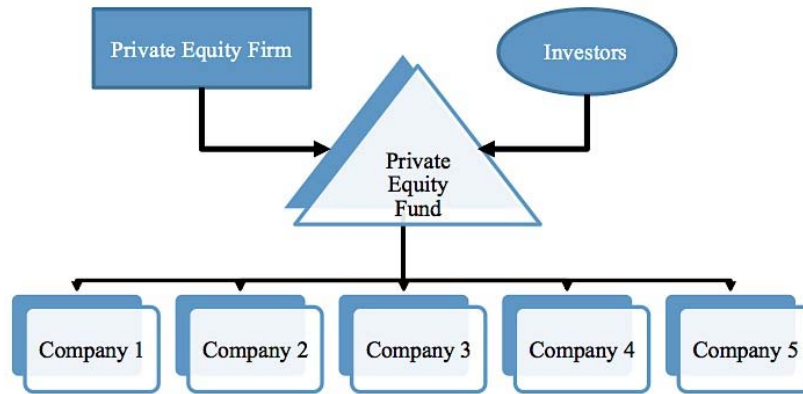 Private Equity Firm
Investors
Private
Equity
Fund
Company 1
Company 2
Company 3
Company 4
Company 5